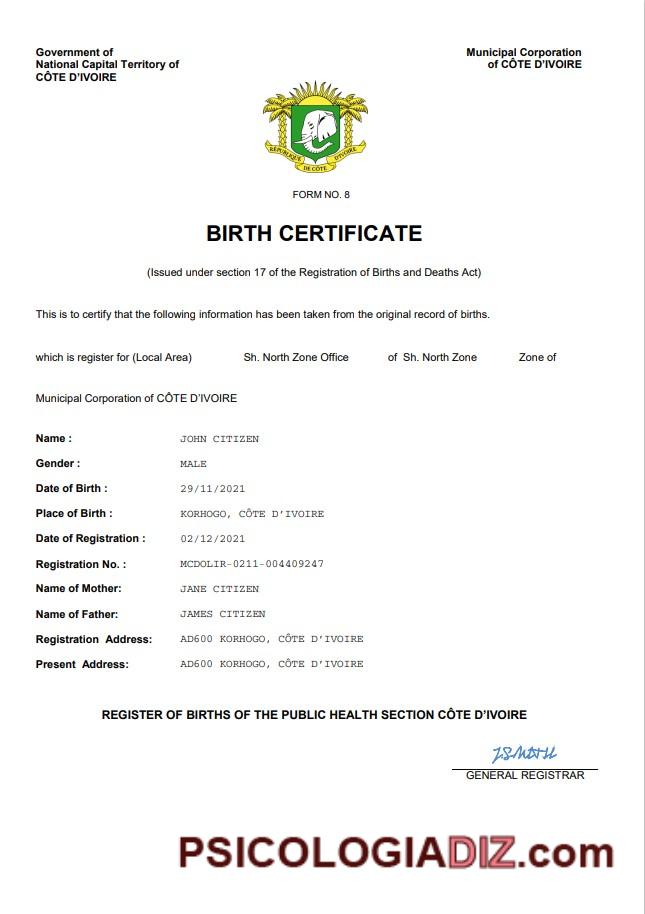 Government of
National Capital Territory of
CÔTE D’IVOIRE
Municipal Corporation
of CÔTE D’IVOIRE
RÉPUBLIQUE DE CÔTE D'IVOIRE
FORM NO. 8
BIRTH CERTIFICATE
(Issued under section 17 of the Registration of Births and Deaths Act)
This is to certify that the following information has been taken from the original record of births.
which is register for (Local Area) Sh. North Zone Office of Sh. North Zone Zone of
Municipal Corporation of CÔTE D’IVOIRE
Name : JOHN CITIZEN
Gender : MALE
Date of Birth : 29/11/2021
Place of Birth : KORHOGO, CÔTE D’IVOIRE
Date of Registration : 02/12/2021
Registration No. : MCDOLIR-0211-004409247
Name of Mother: JANE CITIZEN
Name of Father: JAMES CITIZEN
Registration Address: AD600 KORHOGO, CÔTE D’IVOIRE
Present Address: AD600 KORHOGO, CÔTE D’IVOIRE
REGISTER OF BIRTHS OF THE PUBLIC HEALTH SECTION CÔTE D’IVOIRE
GENERAL REGISTRAR
PSICOLOGIADIZ.com